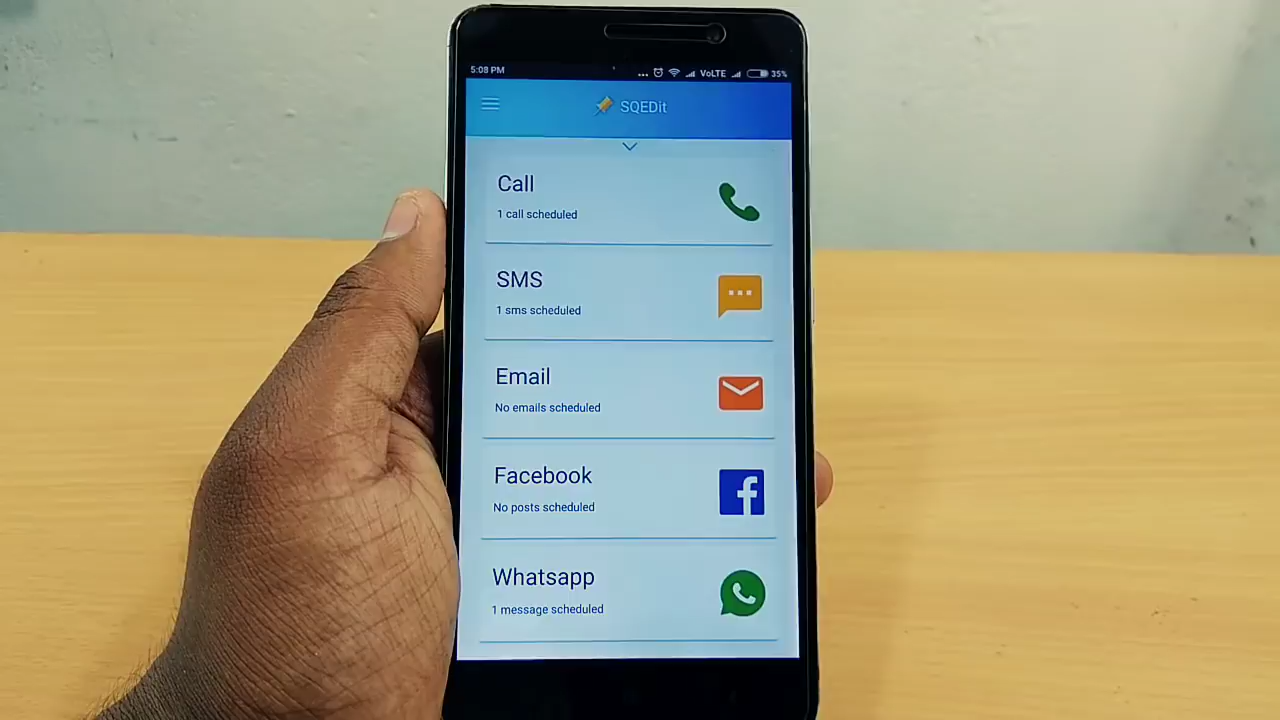 5:08 PM
VoLTE
35%
SQEDit
Call
1 call scheduled
SMS
1 sms scheduled
Email
No emails scheduled
Facebook
No posts scheduled
Whatsapp
1 message scheduled